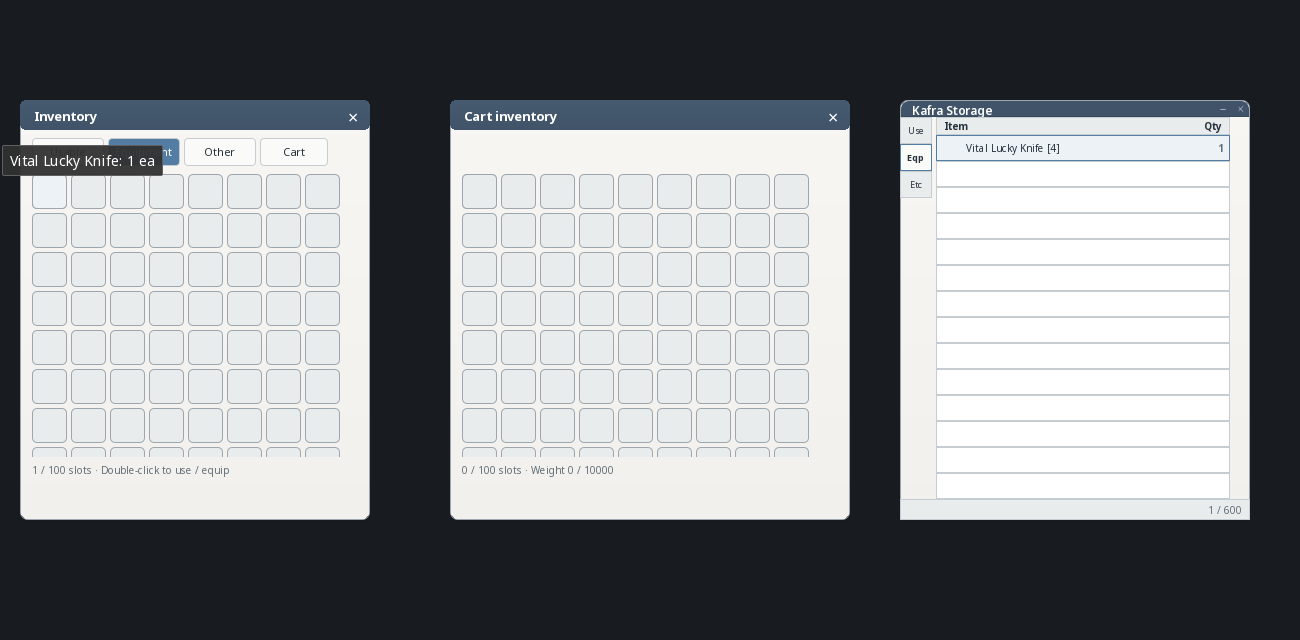 Inventory
×
Other
Cart
Vital Lucky Knife: 1 ea
1 / 100 slots · Double-click to use / equip
Cart inventory
×
0 / 100 slots · Weight 0 / 10000
Kafra Storage
– ×
Use
Eqp
Etc
Item Qty
Vital Lucky Knife [4] 1
1 / 600